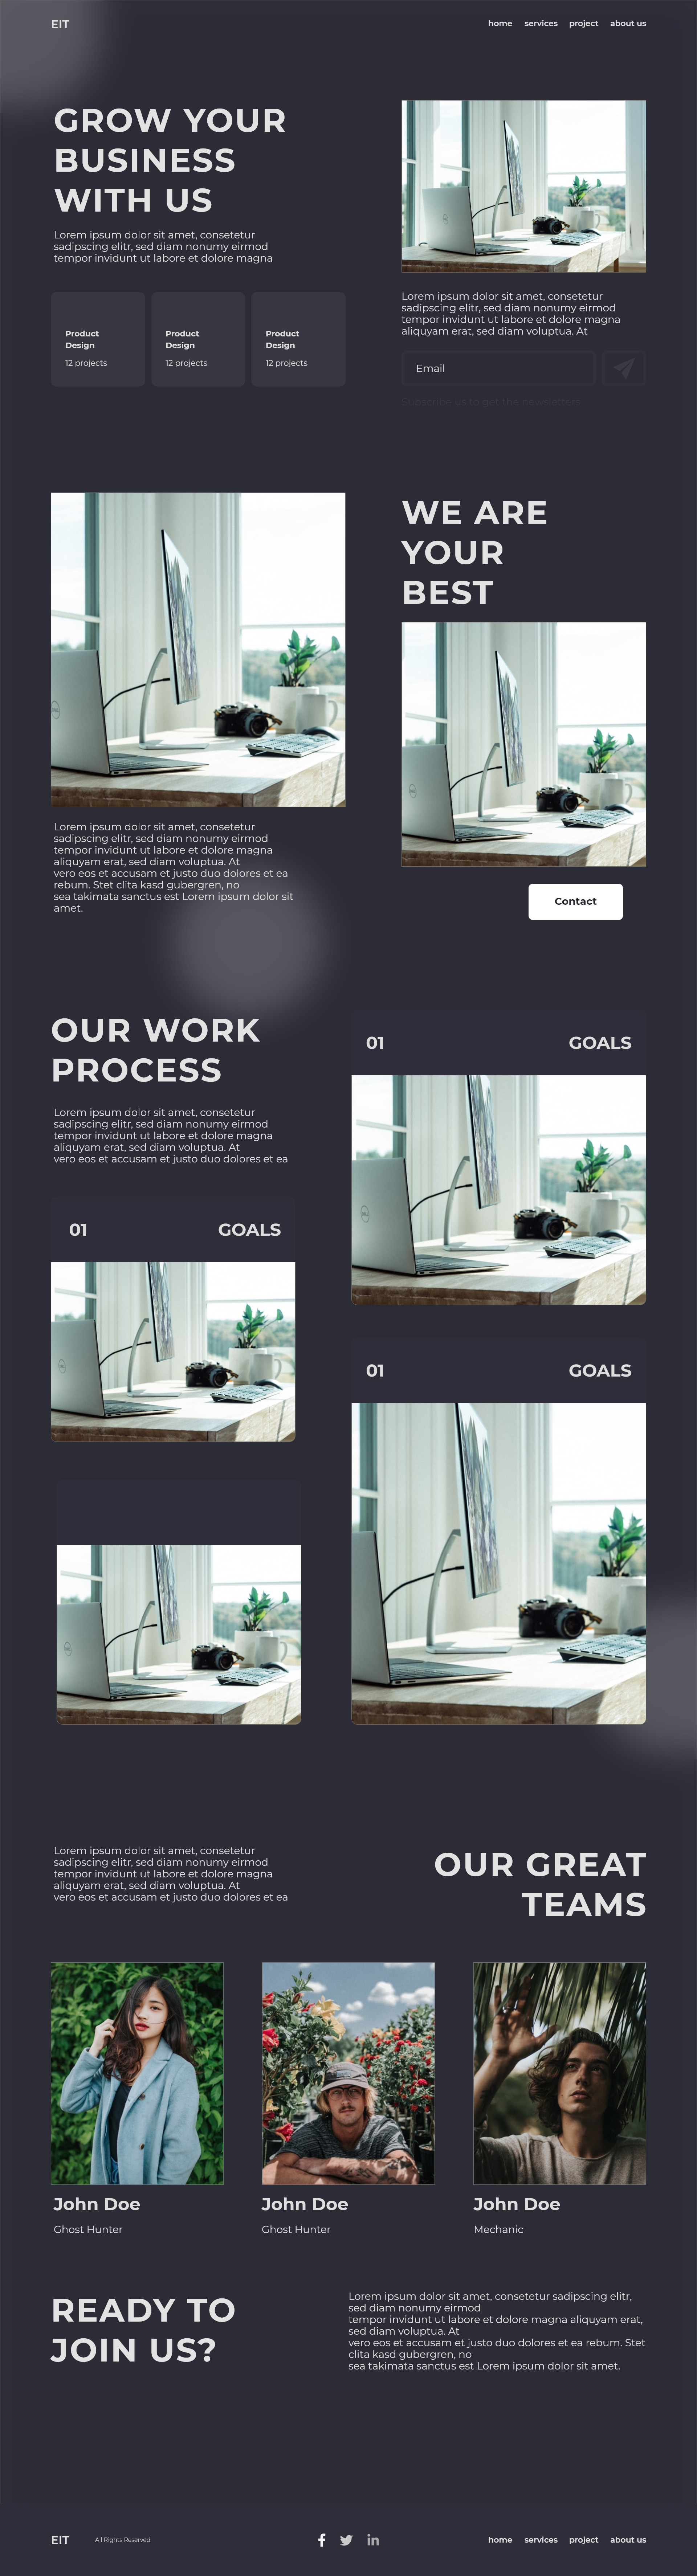 EIT
home services project about us
GROW YOUR
BUSINESS
WITH US
Lorem ipsum dolor sit amet, consetetur
sadipscing elitr, sed diam nonumy eirmod
tempor invidunt ut labore et dolore magna
Product
Design
12 projects
Product
Design
12 projects
Product
Design
12 projects
Lorem ipsum dolor sit amet, consetetur
sadipscing elitr, sed diam nonumy eirmod
tempor invidunt ut labore et dolore magna
aliquyam erat, sed diam voluptua. At
Email
Supscribe us to get the newsletters
WE ARE
YOUR
BEST
Lorem ipsum dolor sit amet, consetetur
sadipscing elitr, sed diam nonumy eirmod
tempor invidunt ut labore et dolore magna
aliquyam erat, sed diam voluptua. At
vero eos et accusam et justo duo dolores et ea
rebum. Stet clita kasd gubergren, no
sea takimata sanctus est Lorem ipsum dolor sit
amet.
Contact
OUR WORK
PROCESS
Lorem ipsum dolor sit amet, consetetur
sadipscing elitr, sed diam nonumy eirmod
tempor invidunt ut labore et dolore magna
aliquyam erat, sed diam voluptua. At
vero eos et accusam et justo duo dolores et ea
01 GOALS
01 GOALS
01 GOALS
Lorem ipsum dolor sit amet, consetetur
sadipscing elitr, sed diam nonumy eirmod
tempor invidunt ut labore et dolore magna
aliquyam erat, sed diam voluptua. At
vero eos et accusam et justo duo dolores et ea
OUR GREAT
TEAMS
John Doe
Ghost Hunter
John Doe
Ghost Hunter
John Doe
Mechanic
READY TO
JOIN US?
Lorem ipsum dolor sit amet, consetetur sadipscing elitr,
sed diam nonumy eirmod
tempor invidunt ut labore et dolore magna aliquyam erat,
sed diam voluptua. At
vero eos et accusam et justo duo dolores et ea rebum. Stet
clita kasd gubergren, no
sea takimata sanctus est Lorem ipsum dolor sit amet.
EIT
All Rights Reserved
home services project about us